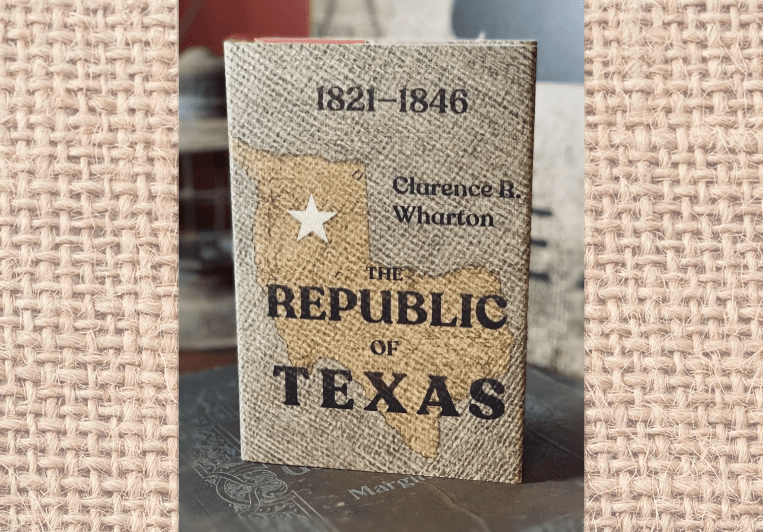 1821–1846
Clarence R.
Wharton
THE
REPUBLIC
OF
TEXAS